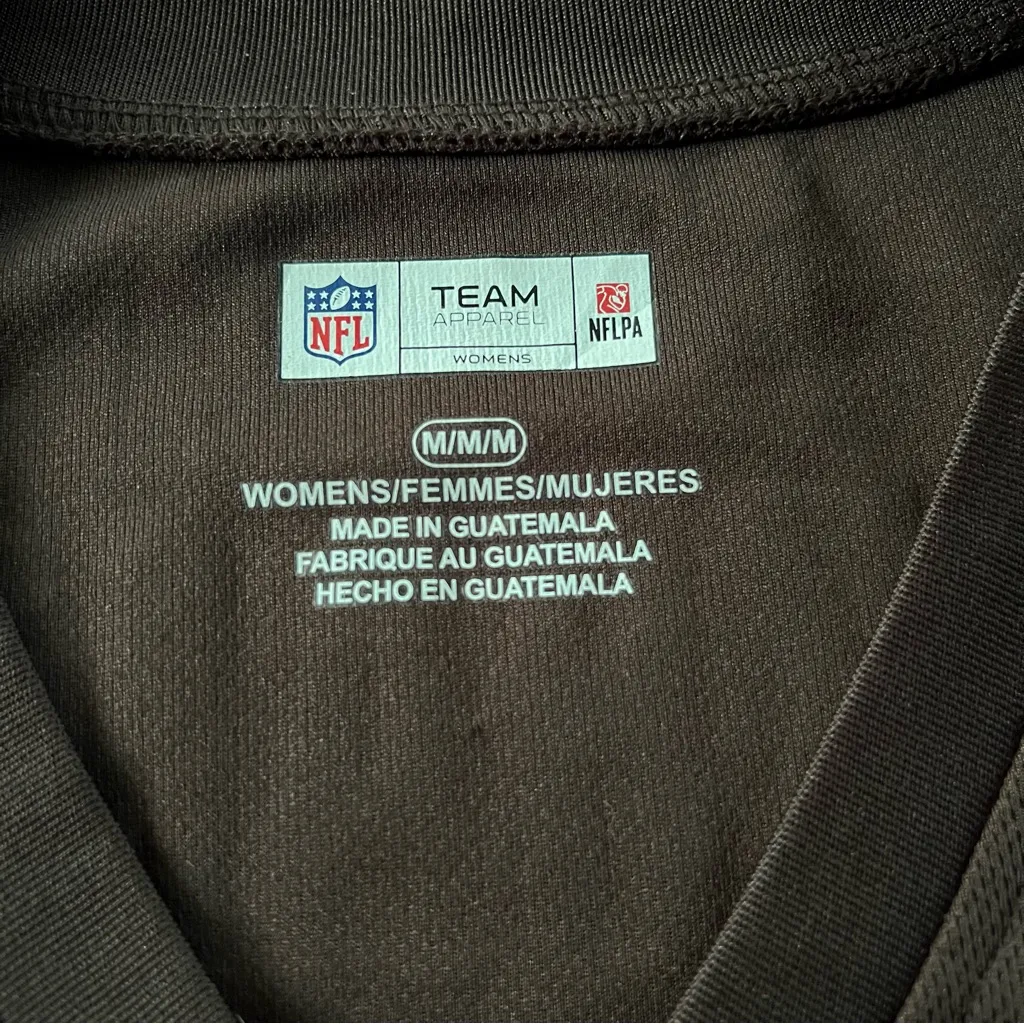 NFL
TEAM
APPAREL
WOMENS
NFLPA
M/M/M
WOMENS/FEMMES/MUJERES
MADE IN GUATEMALA
FABRIQUE AU GUATEMALA
HECHO EN GUATEMALA